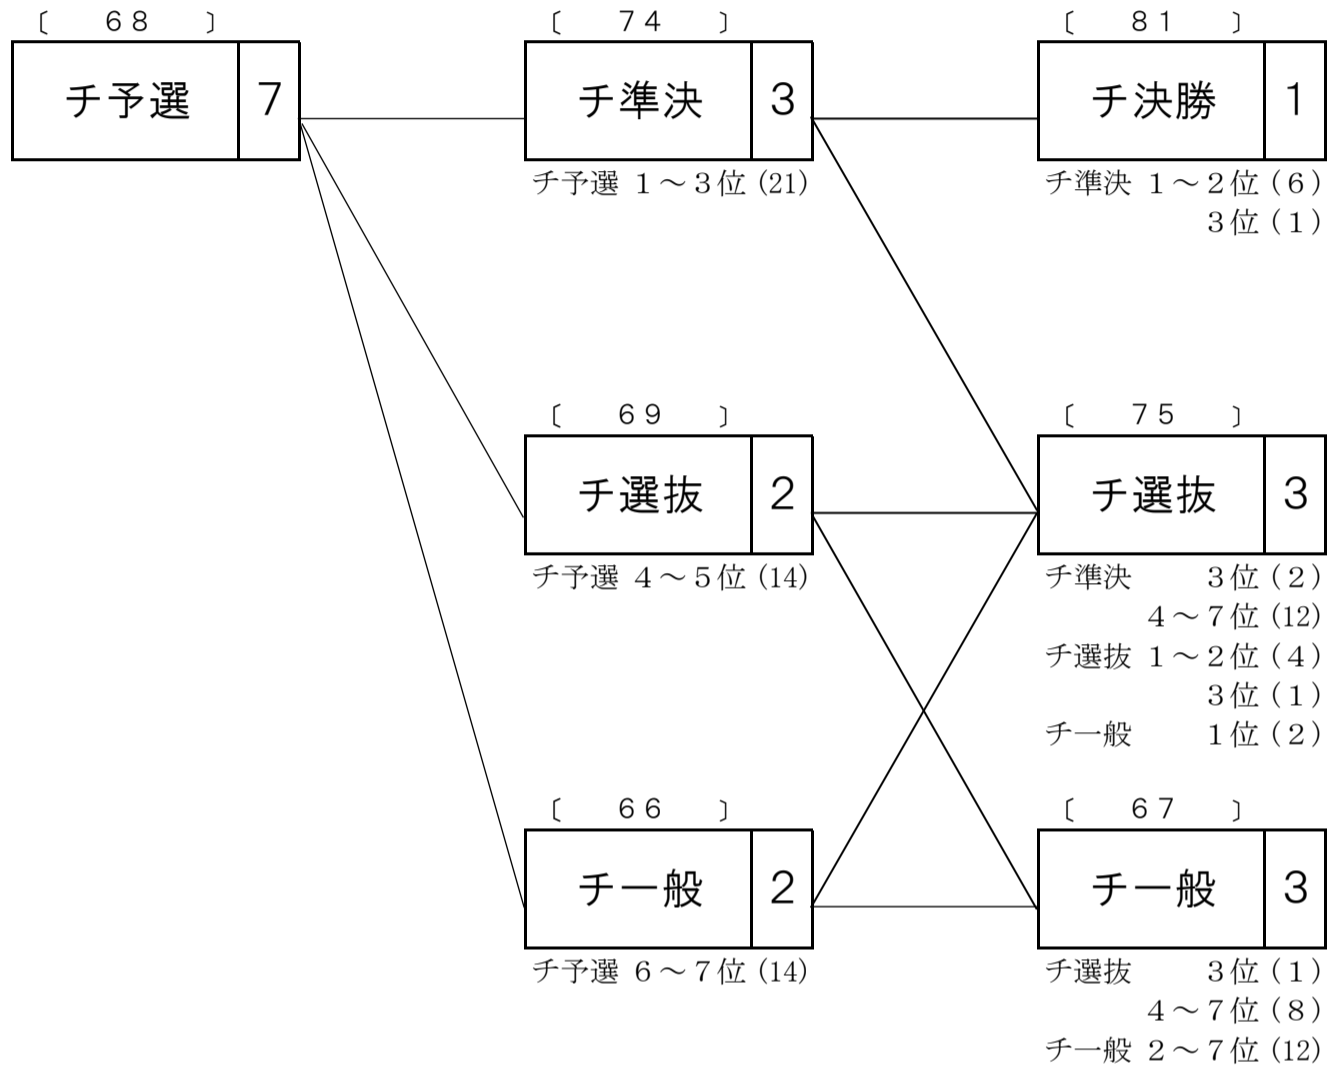 〔 68 〕
チ予選 7
〔 74 〕
チ準決 3
チ予選 1～3位 (21)
〔 81 〕
チ決勝 1
チ準決 1～2位 (6)
3位 (1)
〔 69 〕
チ選抜 2
チ予選 4～5位 (14)
〔 75 〕
チ選抜 3
チ準決 3位 (2)
4～7位 (12)
チ選抜 1～2位 (4)
3位 (1)
チ一般 1位 (2)
〔 66 〕
チ一般 2
チ予選 6～7位 (14)
〔 67 〕
チ一般 3
チ選抜 3位 (1)
4～7位 (8)
チ一般 2～7位 (12)